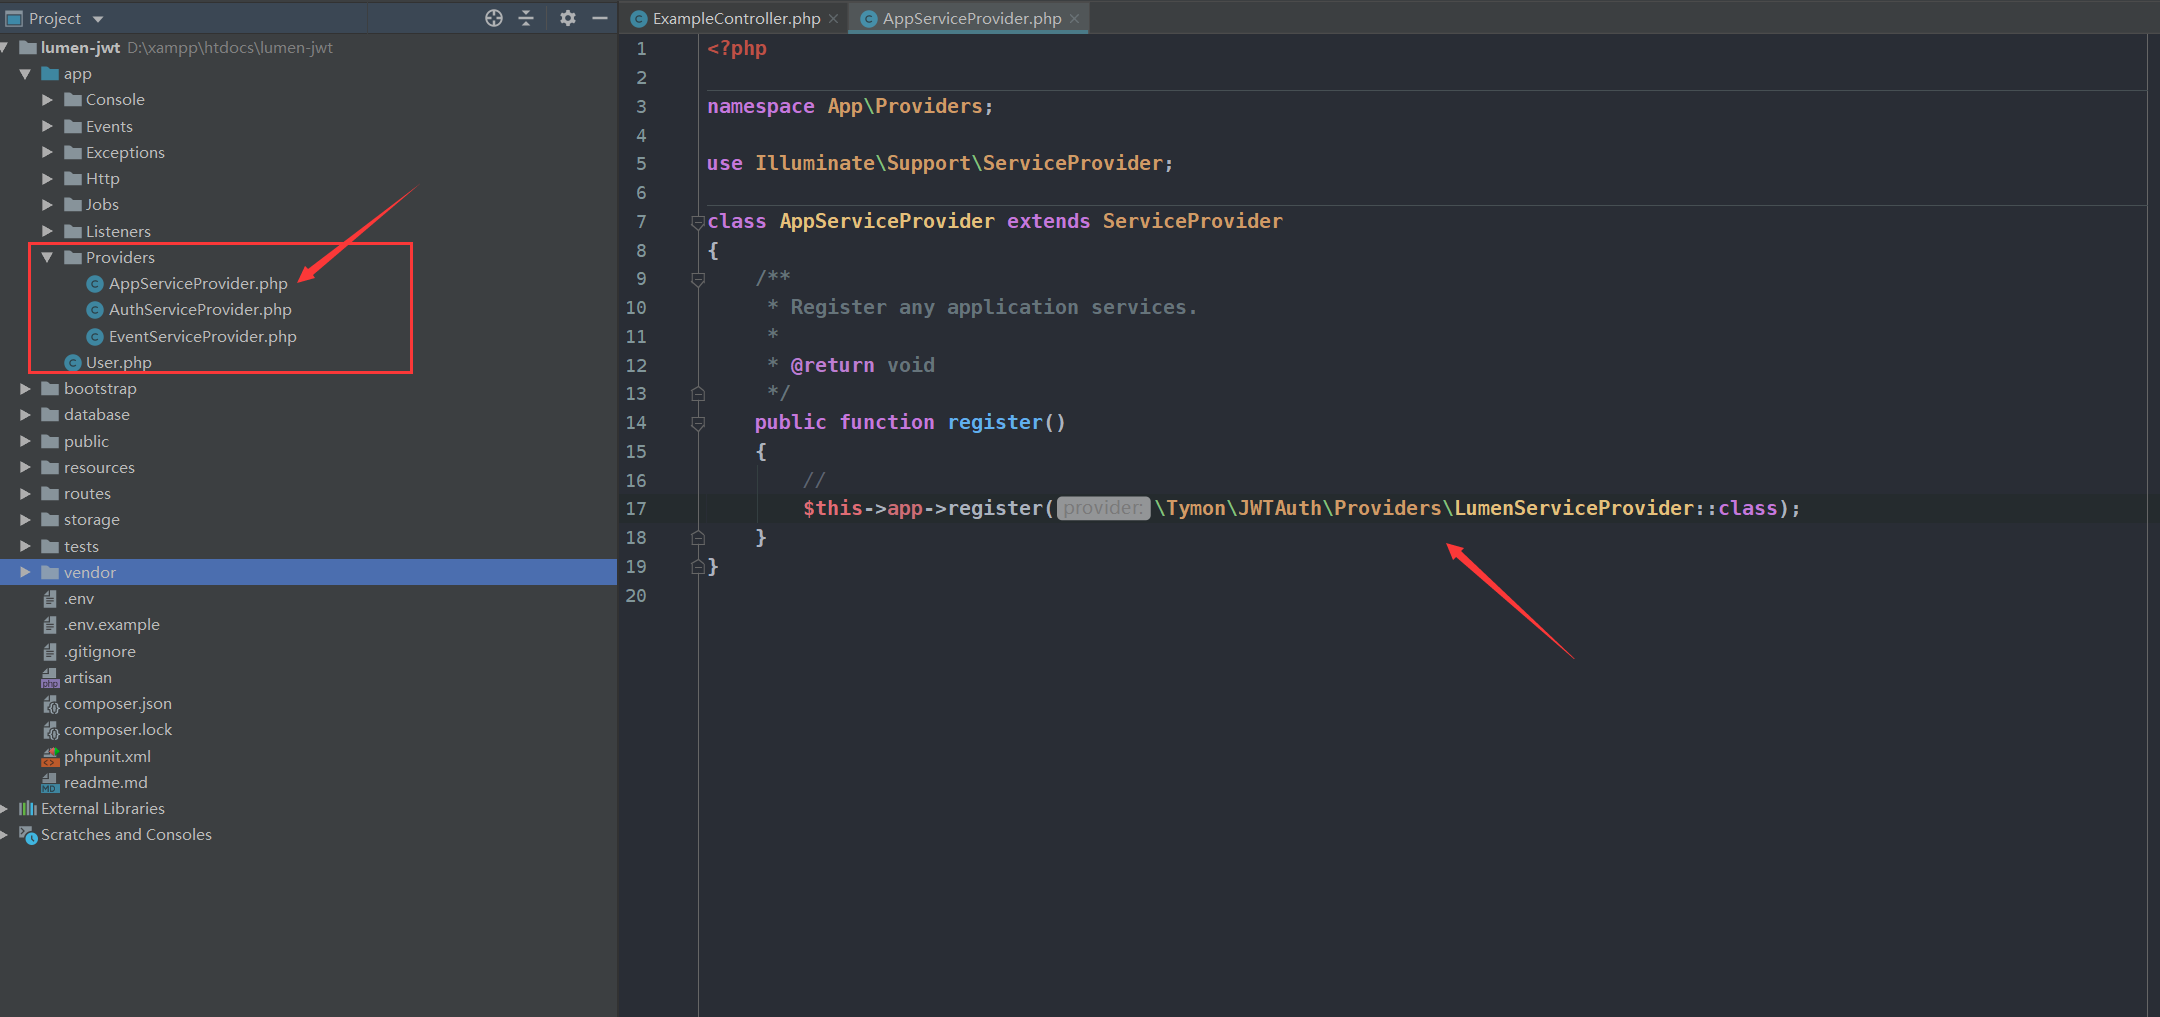 Project
lumen-jwt D:\xampp\htdocs\lumen-jwt
app
Console
Events
Exceptions
Http
Jobs
Listeners
Providers
AppServiceProvider.php
AuthServiceProvider.php
EventServiceProvider.php
User.php
bootstrap
database
public
resources
routes
storage
tests
vendor
.env
.env.example
.gitignore
artisan
composer.json
composer.lock
phpunit.xml
readme.md
External Libraries
Scratches and Consoles
ExampleController.php AppServiceProvider.php
1 <?php
2
3 namespace App\Providers;
4
5 use Illuminate\Support\ServiceProvider;
6
7 class AppServiceProvider extends ServiceProvider
8 {
9 /**
10 * Register any application services.
11 *
12 * @return void
13 */
14 public function register()
15 {
16 //
17 $this->app->register( provider: \Tymon\JWTAuth\Providers\LumenServiceProvider::class);
18 }
19 }
20